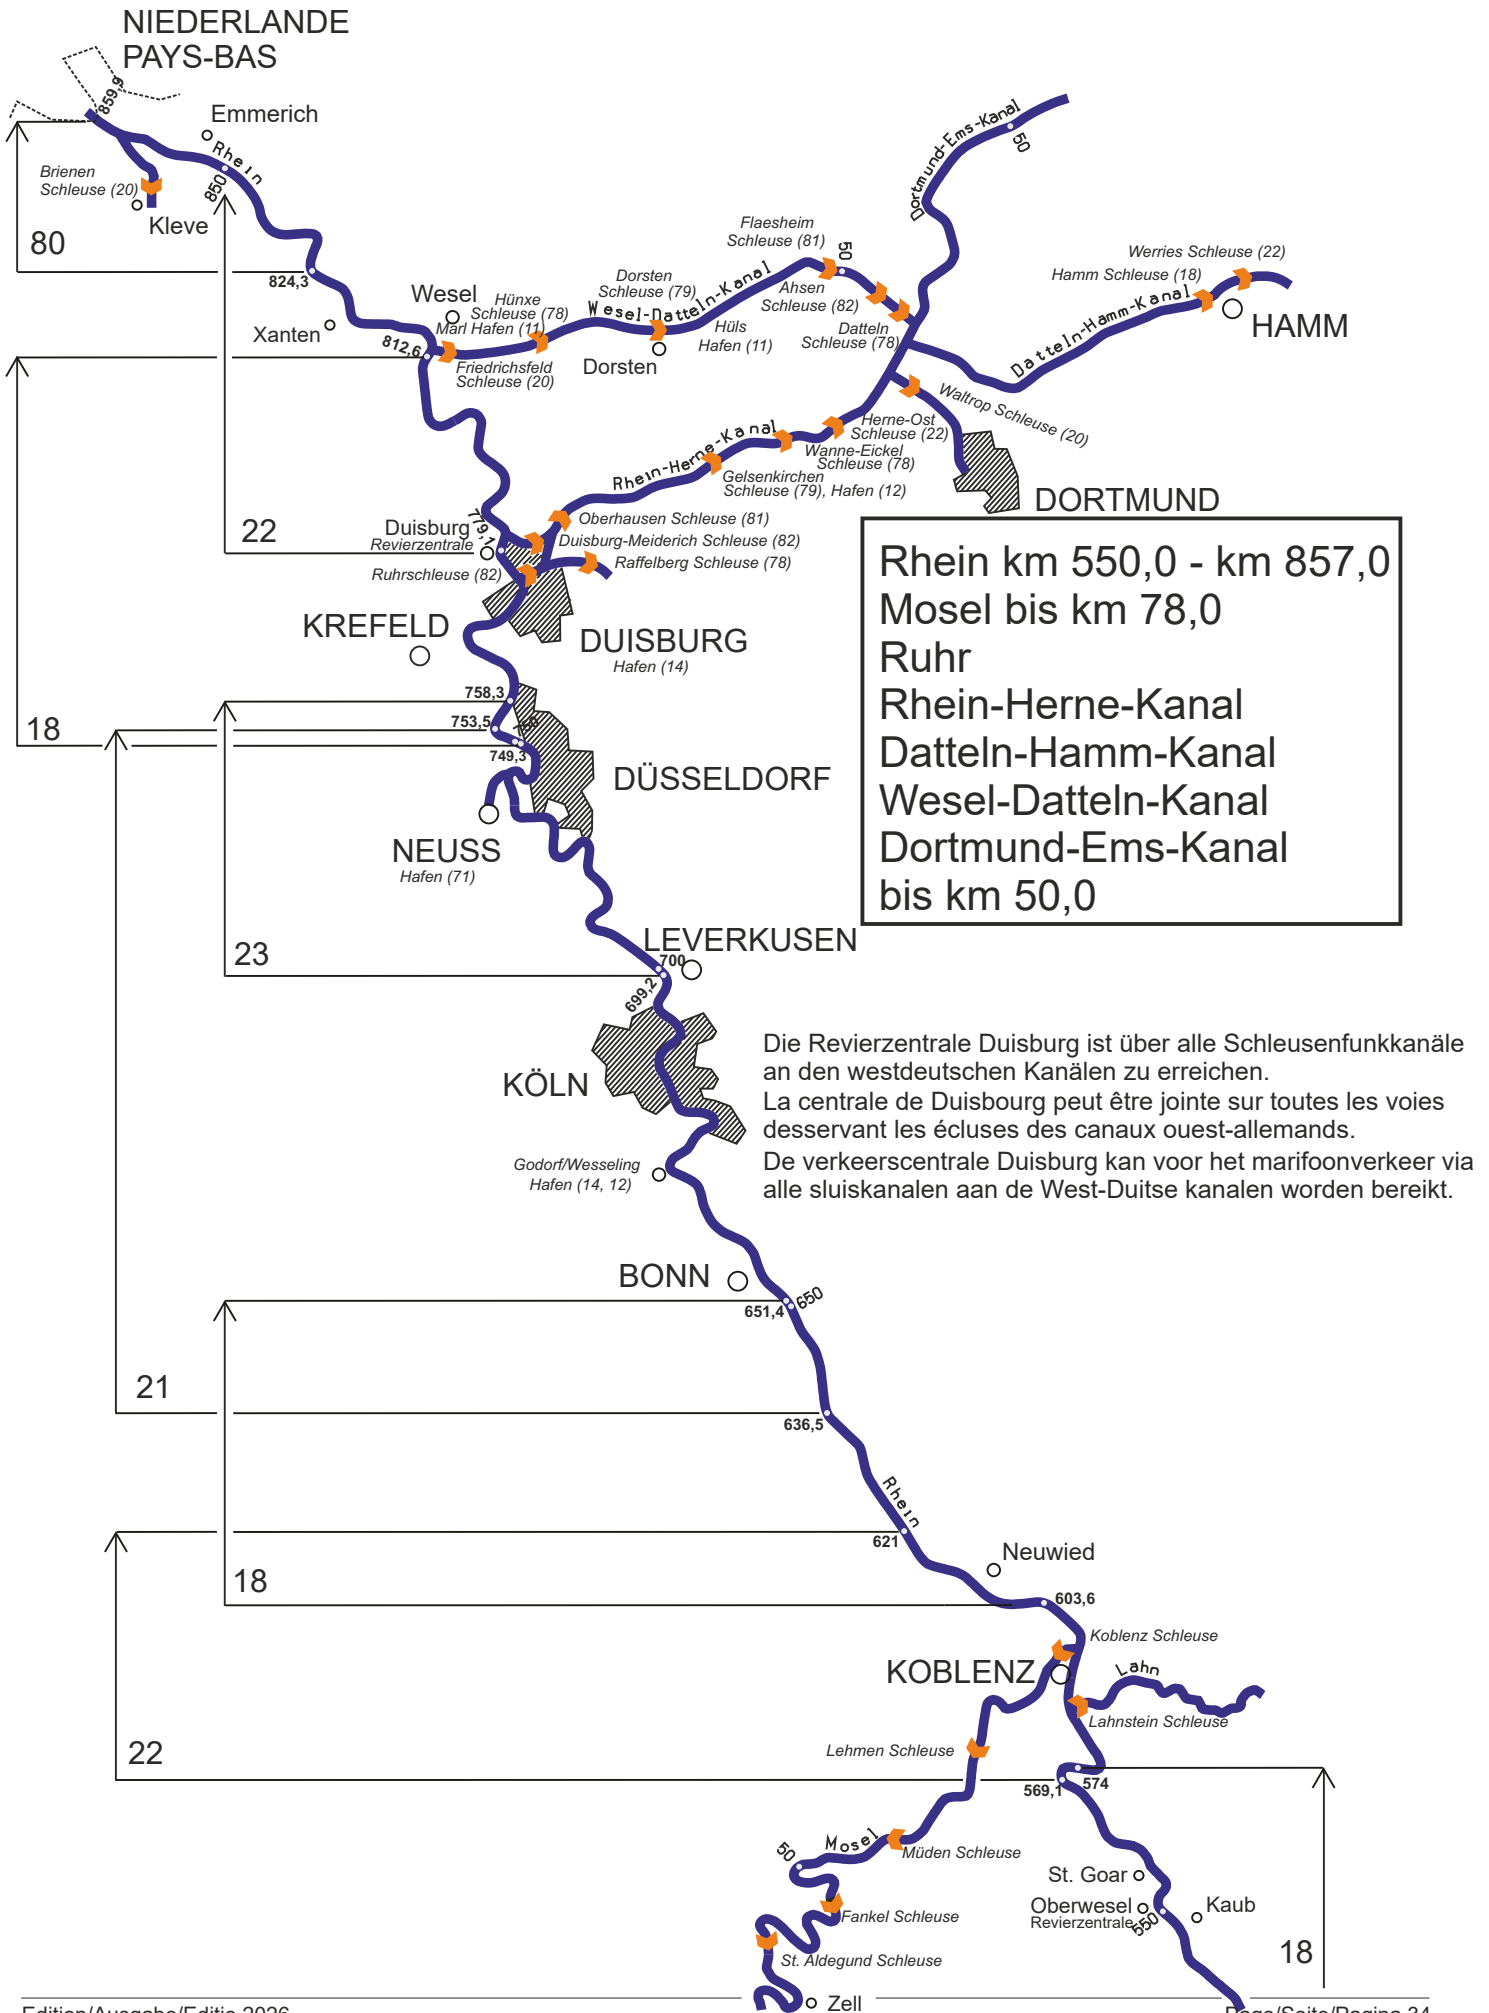 NIEDERLANDE
PAYS-BAS
859,9
Emmerich
Rhein
850
Brienen
Schleuse (20)
Kleve
80
824,3
Dortmund-Ems-Kanal
50
Flaesheim
Schleuse (81)
50
Werries Schleuse (22)
Hamm Schleuse (18)
Wesel
Hünxe
Schleuse (78)
Marl Hafen (11)
Dorsten
Schleuse (79)
Wesel-Datteln-Kanal
Ahsen
Schleuse (82)
Datteln-Hamm-Kanal
HAMM
Xanten
812,6
Friedrichsfeld
Schleuse (20)
Dorsten
Hüls
Hafen (11)
Datteln
Schleuse (78)
Waltrop Schleuse (20)
Rhein-Herne-Kanal
Herne-Ost
Schleuse (22)
Wanne-Eickel
Schleuse (78)
Gelsenkirchen
Schleuse (79), Hafen (12)
DORTMUND
22
779,1
Duisburg
Revierzentrale
Oberhausen Schleuse (81)
Duisburg-Meiderich Schleuse (82)
Raffelberg Schleuse (78)
Ruhrschleuse (82)
KREFELD
DUISBURG
Hafen (14)
Rhein km 550,0 - km 857,0
Mosel bis km 78,0
Ruhr
Rhein-Herne-Kanal
Datteln-Hamm-Kanal
Wesel-Datteln-Kanal
Dortmund-Ems-Kanal
bis km 50,0
758,3
18
753,5
750
749,3
DÜSSELDORF
NEUSS
Hafen (71)
23
LEVERKUSEN
700
699,2
KÖLN
Die Revierzentrale Duisburg ist über alle Schleusenfunkkanäle
an den westdeutschen Kanälen zu erreichen.
La centrale de Duisbourg peut être jointe sur toutes les voies
desservant les écluses des canaux ouest-allemands.
De verkeerscentrale Duisburg kan voor het marifoonverkeer via
alle sluiskanalen aan de West-Duitse kanalen worden bereikt.
Godorf/Wesseling
Hafen (14, 12)
BONN
651,4
650
21
636,5
Rhein
621
Neuwied
18
603,6
Koblenz Schleuse
KOBLENZ
Lahn
Lahnstein Schleuse
Lehmen Schleuse
22
569,1
574
50
Mosel
Müden Schleuse
St. Goar
Oberwesel
Revierzentrale
550
Kaub
Fankel Schleuse
St. Aldegund Schleuse
18
Zell
Edition/Ausgabe/Editie 2026
Page/Seite/Pagina 34